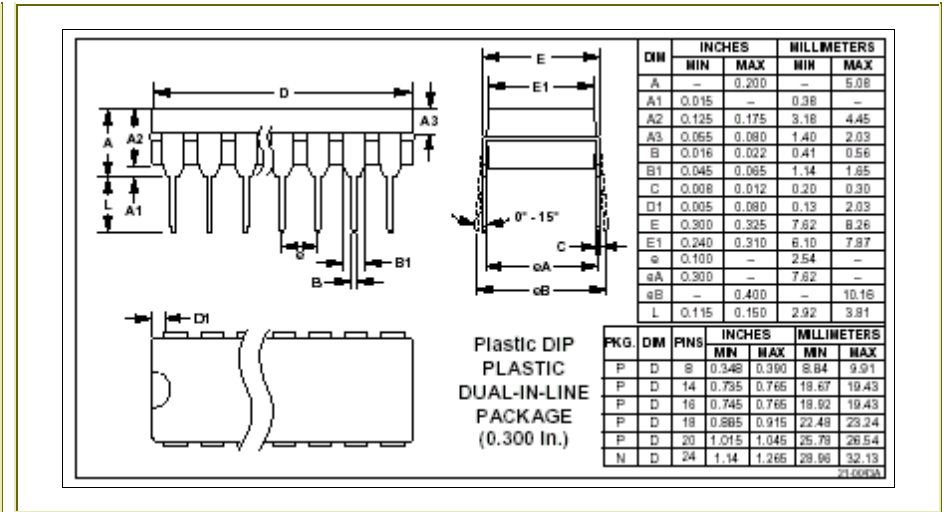 D
A3
A
A2
L
A1
e
B
B1
E
E1
0° - 15°
C
eA
eB
D1
Plastic DIP
PLASTIC
DUAL-IN-LINE
PACKAGE
(0.300 In.)
DIM INCHES MILLIMETERS
MIN MAX MIN MAX
A – 0.200 – 5.08
A1 0.015 – 0.38 –
A2 0.125 0.175 3.18 4.45
A3 0.055 0.080 1.40 2.03
B 0.016 0.022 0.41 0.56
B1 0.045 0.065 1.14 1.65
C 0.008 0.012 0.20 0.30
D1 0.005 0.080 0.13 2.03
E 0.300 0.325 7.62 8.26
E1 0.240 0.310 6.10 7.87
e 0.100 – 2.54 –
eA 0.300 – 7.62 –
eB – 0.400 – 10.16
L 0.115 0.150 2.92 3.81
PKG. DIM PINS INCHES MILLIMETERS
MIN MAX MIN MAX
P D 8 0.348 0.390 8.84 9.91
P D 14 0.735 0.765 18.67 19.43
P D 16 0.745 0.765 18.92 19.43
P D 18 0.885 0.915 22.48 23.24
P D 20 1.015 1.045 25.78 26.54
N D 24 1.14 1.265 28.96 32.13
21-0043A